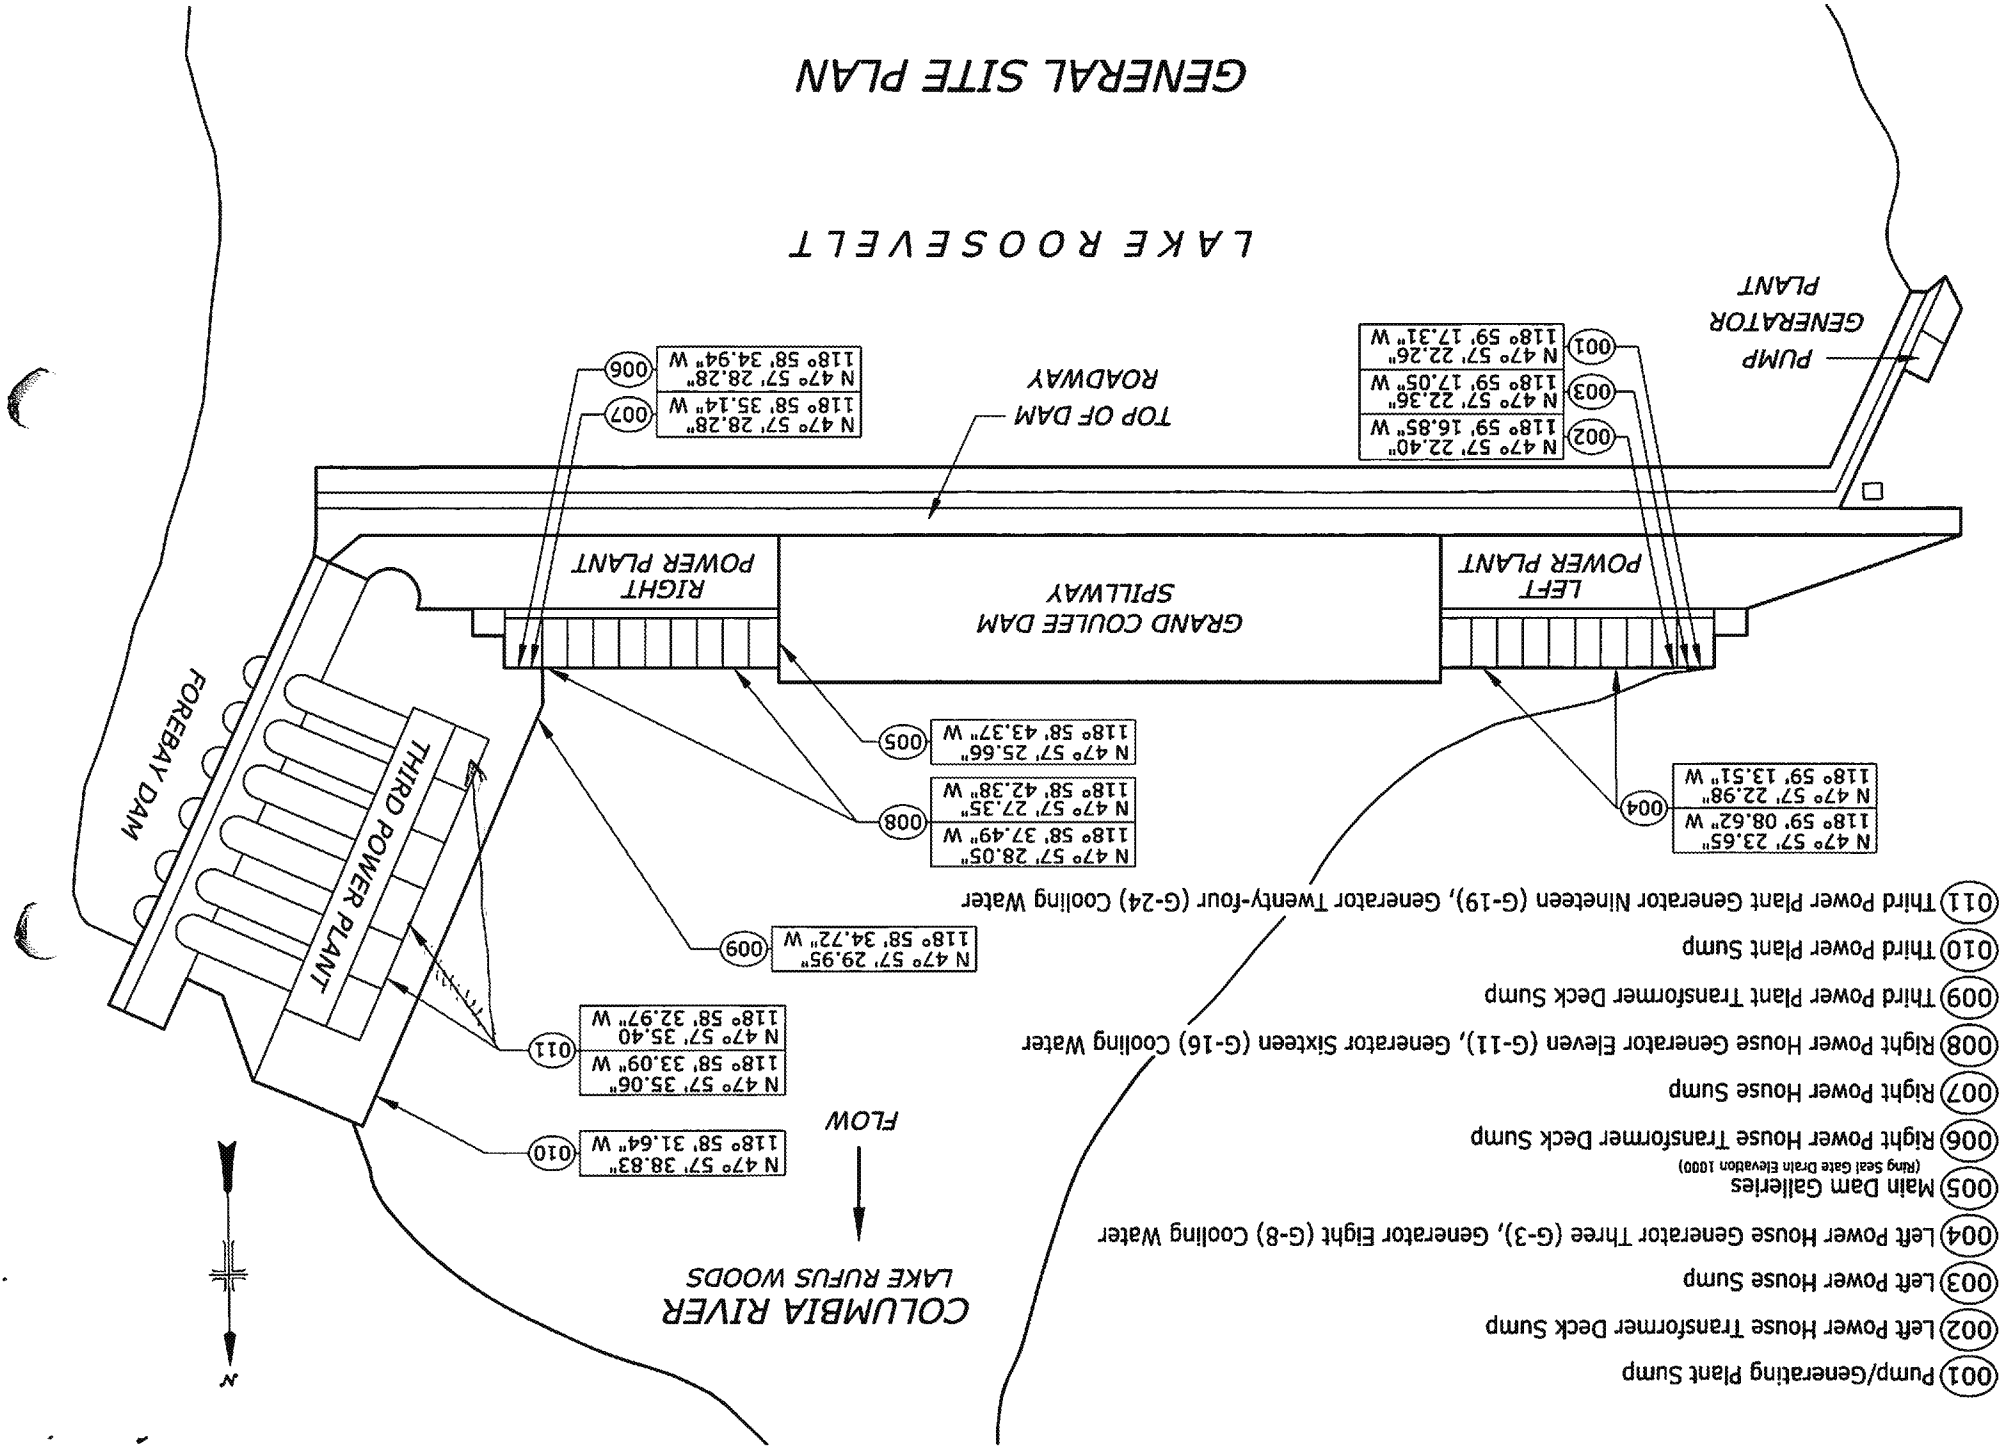 001 Pump/Generating Plant Sump
002 Left Power House Transformer Deck Sump
003 Left Power House Sump
004 Left Power House Generator Three (G-3), Generator Eight (G-8) Cooling Water
005 Main Dam Galleries
(Ring Seal Gate Drain Elevation 1000)
006 Right Power House Transformer Deck Sump
007 Right Power House Sump
008 Right Power House Generator Eleven (G-11), Generator Sixteen (G-16) Cooling Water
009 Third Power Plant Transformer Deck Sump
010 Third Power Plant Sump
011 Third Power Plant Generator Nineteen (G-19), Generator Twenty-four (G-24) Cooling Water
N
COLUMBIA RIVER
LAKE RUFUS WOODS
FLOW
010
N 47° 57' 38.83"
118° 58' 31.64" W
011
N 47° 57' 35.06"
118° 58' 33.09" W
N 47° 57' 35.40
118° 58' 32.97" W
009
N 47° 57' 29.95"
118° 58' 34.72" W
004
N 47° 57' 23.65"
118° 59' 08.62" W
N 47° 57' 22.98"
118° 59' 13.51" W
008
N 47° 57' 28.05"
118° 58' 37.49" W
N 47° 57' 27.35"
118° 58' 42.38" W
005
N 47° 57' 25.66"
118° 58' 43.37" W
THIRD POWER PLANT
FOREBAY DAM
LEFT
POWER PLANT
GRAND COULEE DAM
SPILLWAY
RIGHT
POWER PLANT
002
N 47° 57' 22.40"
118° 59' 16.85" W
003
N 47° 57' 22.36"
118° 59' 17.05" W
001
N 47° 57' 22.26"
118° 59' 17.31" W
TOP OF DAM
ROADWAY
007
N 47° 57' 28.28"
118° 58' 35.14" W
006
N 47° 57' 28.28"
118° 58' 34.94" W
PUMP
GENERATOR
PLANT
LAKE ROOSEVELT
GENERAL SITE PLAN